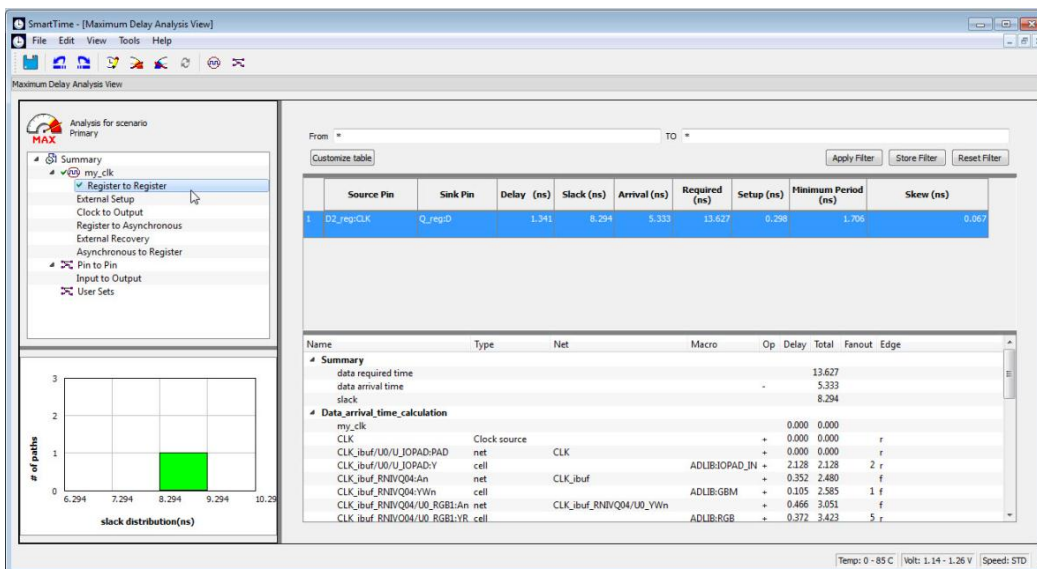 SmartTime - [Maximum Delay Analysis View]
File Edit View Tools Help
Maximum Delay Analysis View
MAX
Analysis for scenario
Primary
Summary
my_clk
Register to Register
External Setup
Clock to Output
Register to Asynchronous
External Recovery
Asynchronous to Register
Pin to Pin
Input to Output
User Sets
# of paths
3
2
1
0
6.294 7.294 8.294 9.294 10.29
slack distribution(ns)
From * TO *
Customize table Apply Filter Store Filter Reset Filter
Source Pin Sink Pin Delay (ns) Slack (ns) Arrival (ns) Required (ns) Setup (ns) Minimum Period (ns) Skew (ns)
1 D2_reg:CLK Q_reg:D 1.341 8.294 5.333 13.627 0.298 1.706 0.067
Name Type Net Macro Op Delay Total Fanout Edge
Summary
data required time 13.627
data arrival time - 5.333
slack 8.294
Data_arrival_time_calculation
my_clk 0.000 0.000
CLK Clock source + 0.000 0.000 r
CLK_ibuf/U0/U_IOPAD:PAD net CLK + 0.000 0.000 r
CLK_ibuf/U0/U_IOPAD:Y cell ADLIB:IOPAD_IN + 2.128 2.128 2 r
CLK_ibuf_RNIVQ04:An net CLK_ibuf + 0.352 2.480 f
CLK_ibuf_RNIVQ04:YWn cell ADLIB:GBM + 0.105 2.585 1 f
CLK_ibuf_RNIVQ04/U0_RGB1:An net CLK_ibuf_RNIVQ04/U0_YWn + 0.466 3.051 f
CLK_ibuf_RNIVQ04/U0_RGB1:YR cell ADLIB:RGB + 0.372 3.423 5 r
Temp: 0 - 85 C Volt: 1.14 - 1.26 V Speed: STD